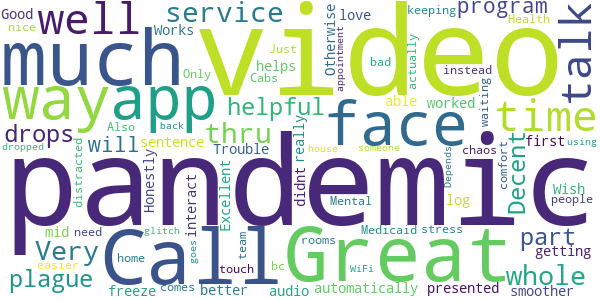 Good
nice
well
service
Works
helps
Just
Only
Cabs
love
Otherwise
appointment
keeping
bad
actually
program
Health
talk
much
video
way
app
helpful
face
able
worked
instead
waiting
time
drops
Also
back
thru
really
dropped
will
sentence
Trouble
house
someone
using
first
chaos
Decent
distracted
Honestly
interact
Excellent
didnt
Mental
Depends
comfort
Wish
people
pandemic
log
mid
need
Call
Great
Medicaid
stress
part
getting
Very
home
glitch
goes
team
touch
rooms
WiFi
whole
plague
easier
freeze
comes
better
bc
audio
automatically
presented
smoother